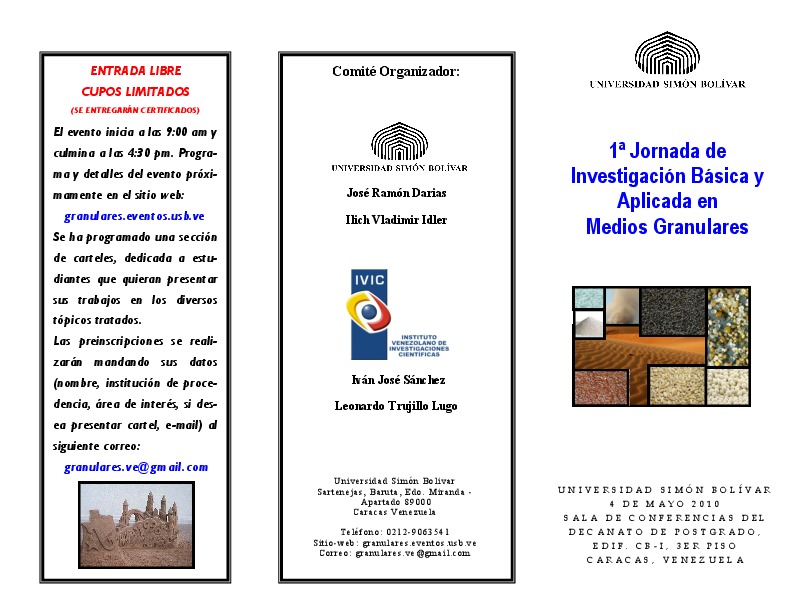 ENTRADA LIBRE
CUPOS LIMITADOS
(SE ENTREGARÁN CERTIFICADOS)
El evento inicia a las 9:00 am y
culmina a las 4:30 pm. Progra-
ma y detalles del evento próxi-
mamente en el sitio web:
granulares.eventos.usb.ve
Se ha programado una sección
de carteles, dedicada a estu-
diantes que quieran presentar
sus trabajos en los diversos
tópicos tratados.
Las preinscripciones se reali-
zarán mandando sus datos
(nombre, institución de proce-
dencia, área de interés, si des-
ea presentar cartel, e-mail) al
siguiente correo:
granulares.ve@gmail.com
Comité Organizador:
UNIVERSIDAD SIMÓN BOLÍVAR
José Ramón Darias
Ilich Vladimir Idler
IVIC
INSTITUTO
VENEZOLANO DE
INVESTIGACIONES
CIENTIFICAS
Iván José Sánchez
Leonardo Trujillo Lugo
Universidad Simón Bolívar
Sartenejas, Baruta, Edo. Miranda -
Apartado 89000
Caracas Venezuela
Teléfono: 0212-9063541
Sitio-web: granulares.eventos.usb.ve
Correo: granulares.ve@gmail.com
UNIVERSIDAD SIMÓN BOLÍVAR
1ª Jornada de
Investigación Básica y
Aplicada en
Medios Granulares
UNIVERSIDAD SIMÓN BOLÍVAR
4 DE MAYO 2010
SALA DE CONFERENCIAS DEL
DECANATO DE POSTGRADO,
EDIF. CB-I, 3ER PISO
CARACAS, VENEZUELA